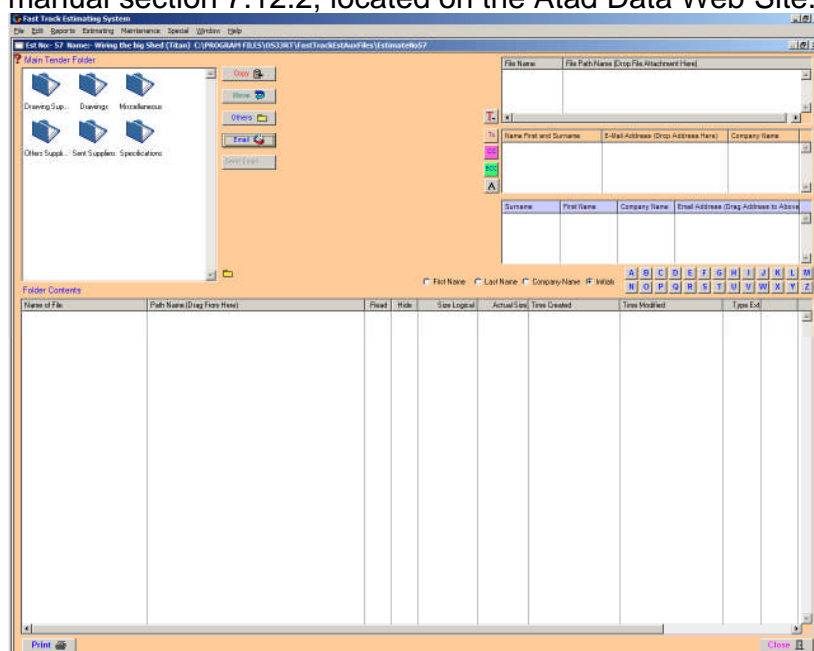 manual section 7.12.2, located on the Atad Data Web Site.
Fast Track Estimating System
File Edit Reports Estimating Maintenance Special Window Help
Est No:- 57 Name:- Wiring the big Shed (Titan) C:\PROGRAM FILES\OS33RT\FastTrackEstAuxFiles\EstimateNo57
Main Tender Folder
Copy
Move
Others
Email
Send Email
Drawing Sup... Drawings Miscellaneous
Others Suppli... Sent Suppliers Specifications
File Name File Path Name (Drop File Attachment Here)
T..
To Name First and Surname E-Mail Address (Drop Address Here) Company Name
CC
BCC
A
Surname First Name Company Name Email Address (Drag Address to Above
First Name Last Name Company Name Initials
A B C D E F G H I J K L M
N O P Q R S T U V W X Y Z
Folder Contents
Name of File Path Name (Drag From Here) Read Hide Size Logical Actual Size Time Created Time Modified Type Ext
Print Close